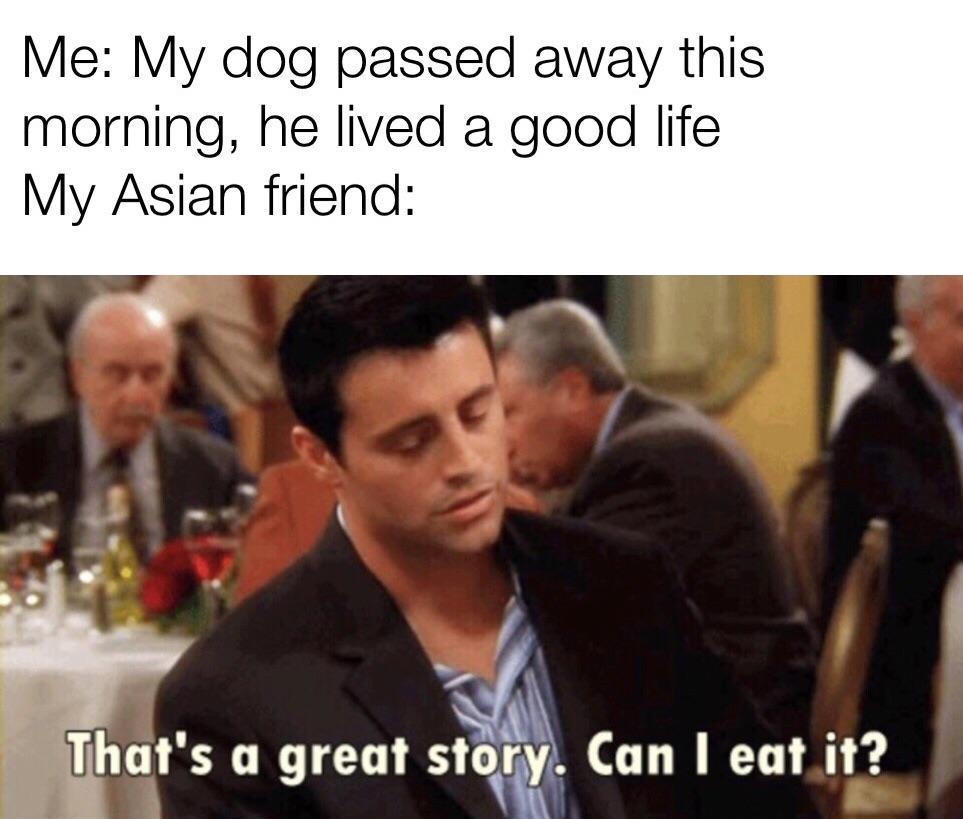 Me: My dog passed away this
morning, he lived a good life
My Asian friend:
That's a great story. Can I eat it?